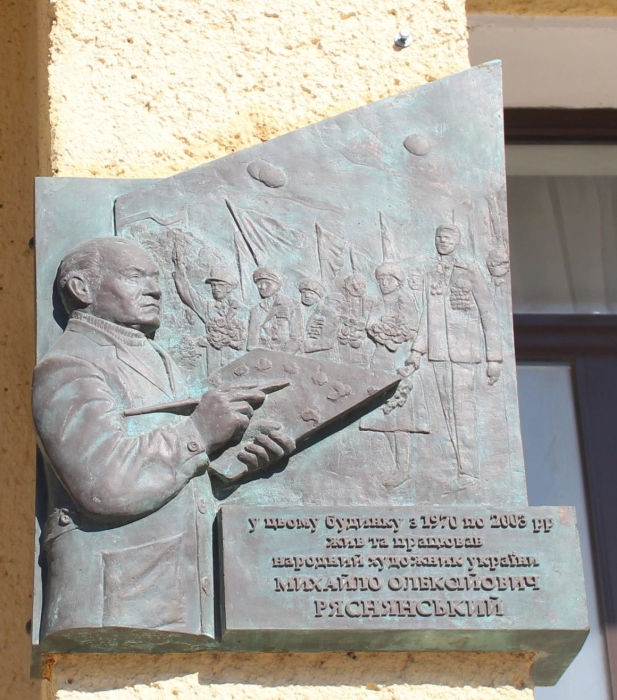 у цьому будинку з 1970 по 2003 рр
жив та працював
народний художник україни
МИХАЙЛО ОЛЕКСІЙОВИЧ
РЯСНЯНСЬКИЙ